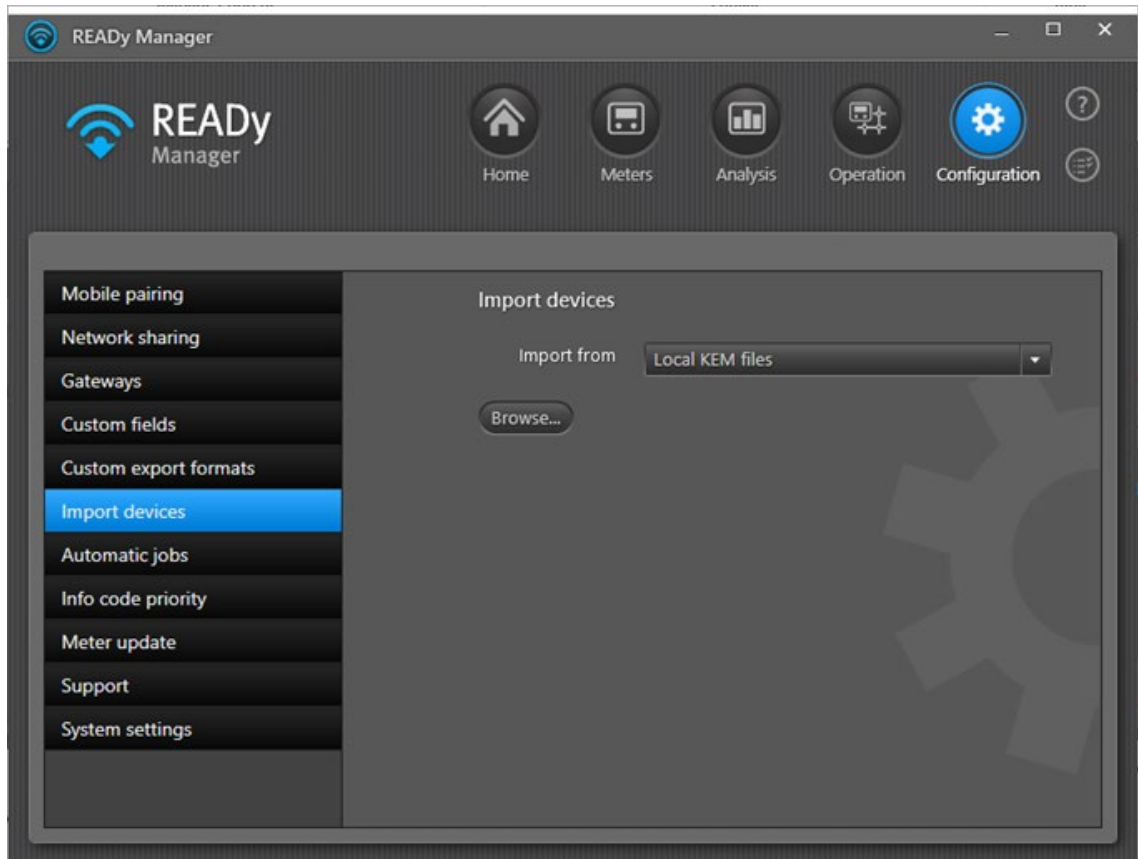 READy Manager
READy
Manager
Home
Meters
Analysis
Operation
Configuration
?
Mobile pairing
Network sharing
Gateways
Custom fields
Custom export formats
Import devices
Automatic jobs
Info code priority
Meter update
Support
System settings
Import devices
Import from
Local KEM files
Browse...